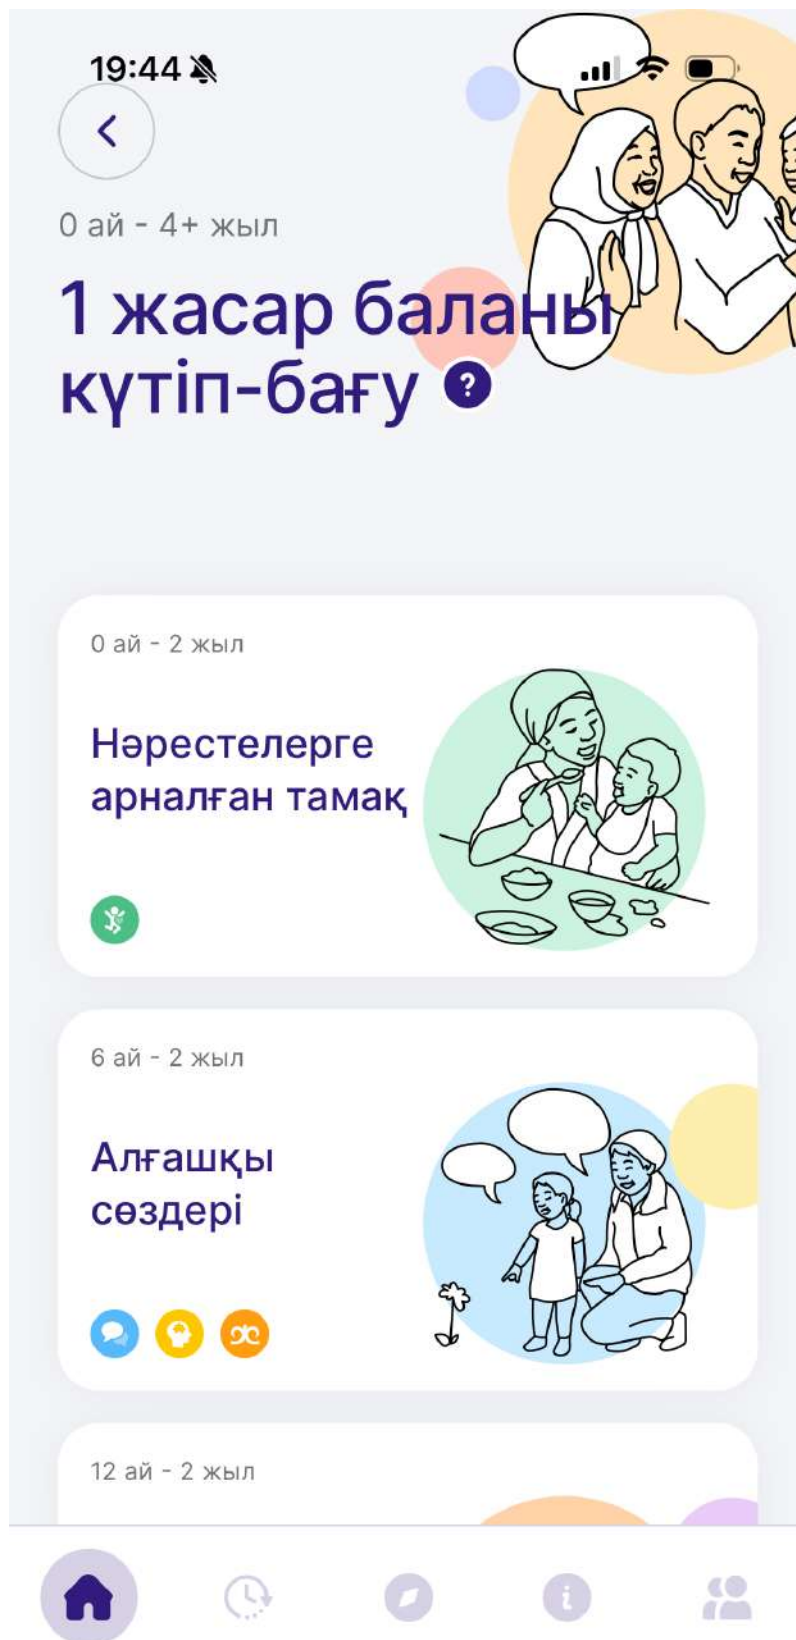 19:44
0 ай - 4+ жыл
1 жасар баланы
күтіп-бағу ?
0 ай - 2 жыл
Нәрестелерге
арналған тамақ
6 ай - 2 жыл
Алғашқы
сөздері
12 ай - 2 жыл